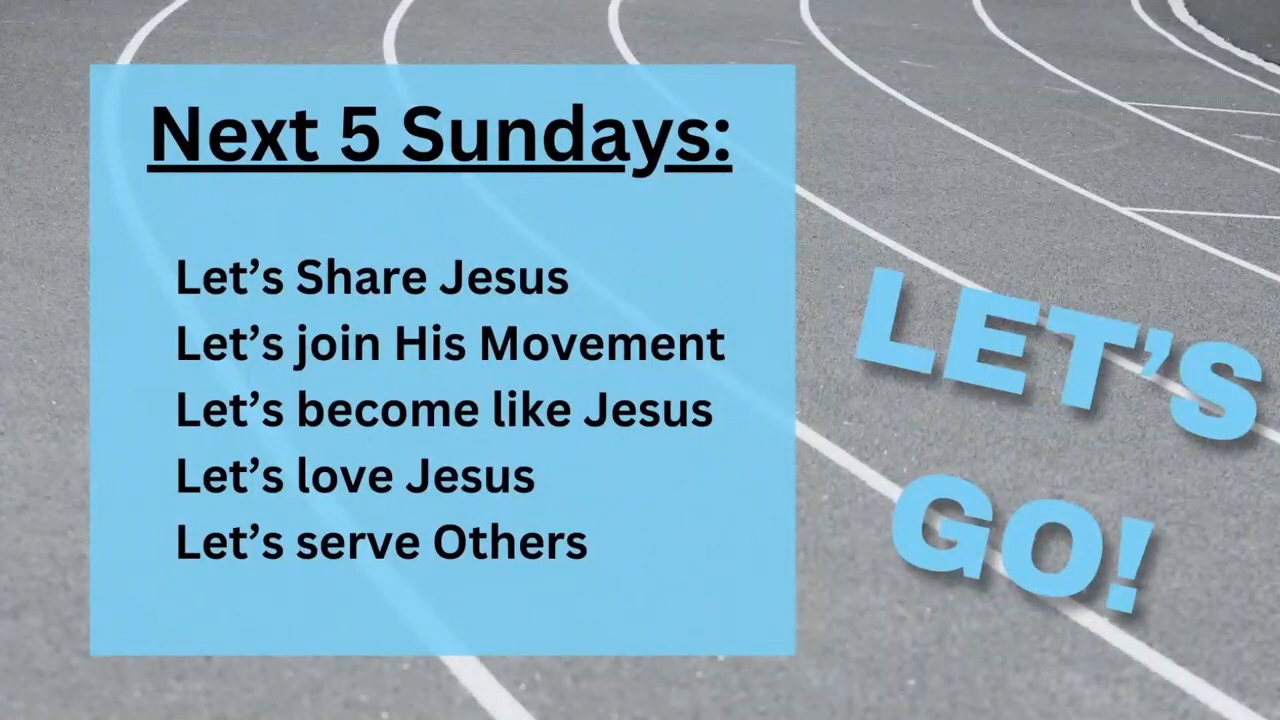 Next 5 Sundays:
Let’s Share Jesus
Let’s join His Movement
Let’s become like Jesus
Let’s love Jesus
Let’s serve Others
LET’S
GO!